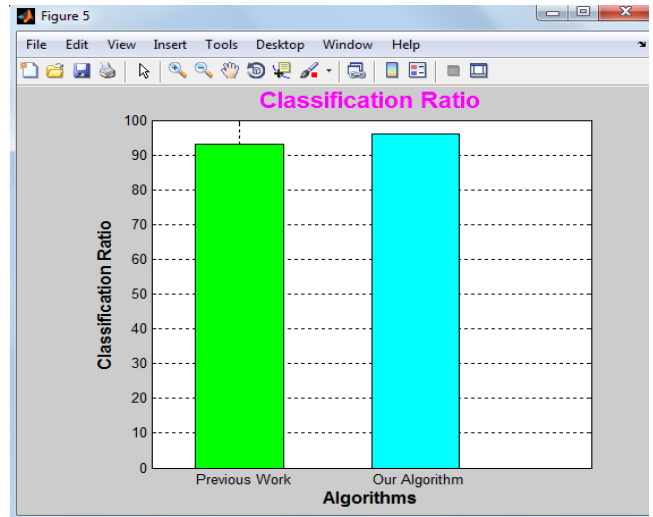 Figure 5
File Edit View Insert Tools Desktop Window Help
Classification Ratio
100
90
80
70
60
50
40
30
20
10
0
Classification Ratio
Previous Work Our Algorithm
Algorithms